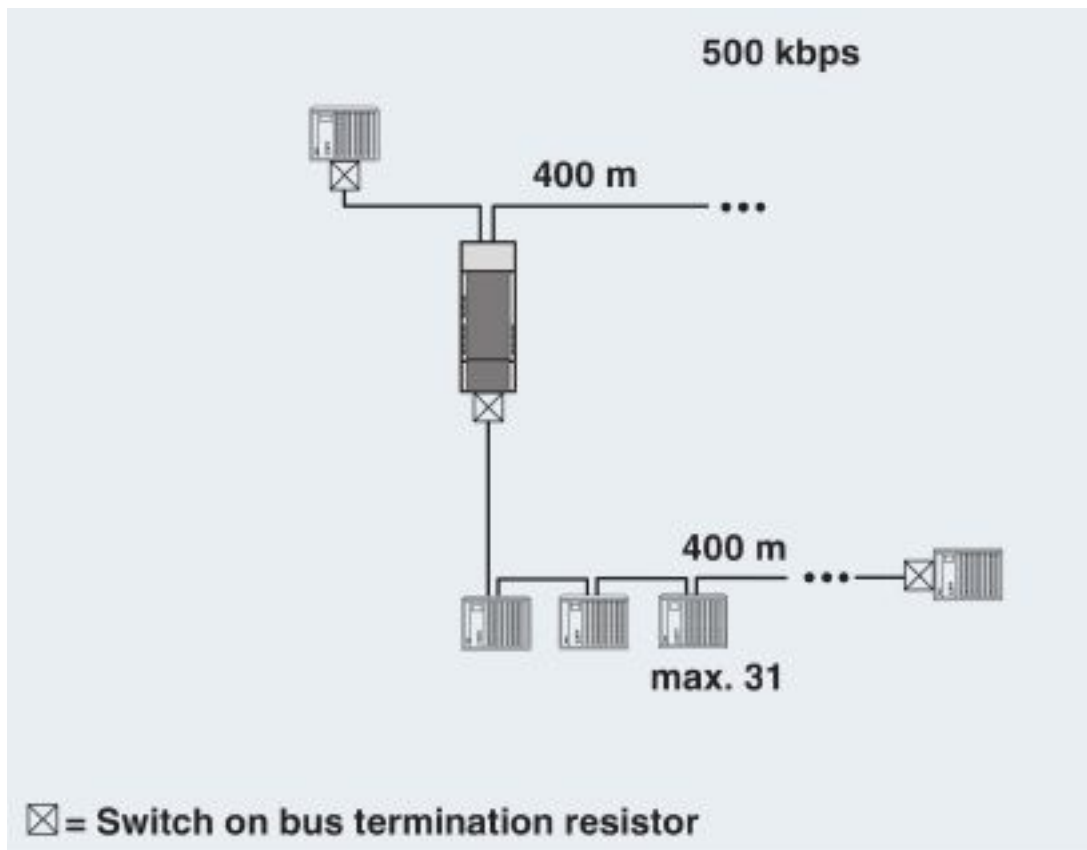 500 kbps
400 m
400 m
max. 31
= Switch on bus termination resistor